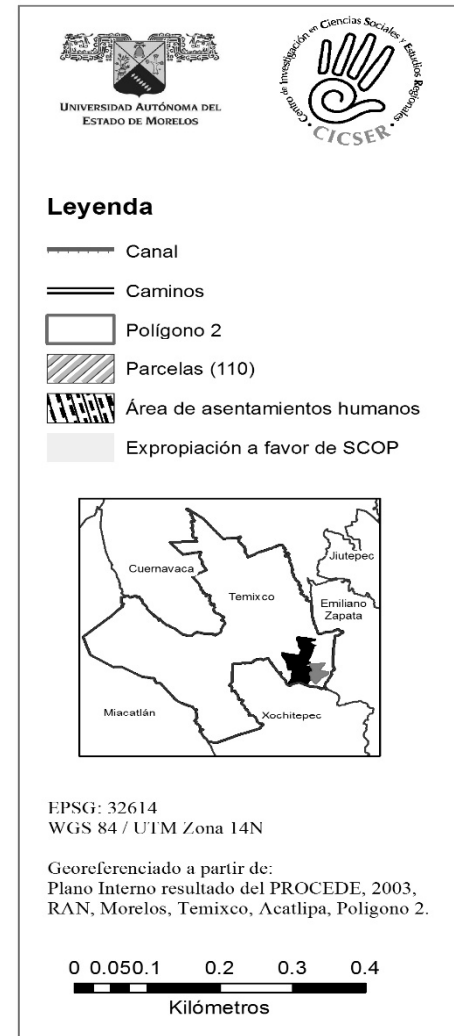 UNIVERSIDAD AUTÓNOMA DEL
ESTADO DE MORELOS
Centro de Investigación en Ciencias Sociales y Estudios Regionales
• CICSER •
Leyenda
Canal
Caminos
Polígono 2
Parcelas (110)
Área de asentamientos humanos
Expropiación a favor de SCOP
Cuernavaca
Jiutepec
Temixco
Emiliano
Zapata
Miacatlán
Xochitepec
EPSG: 32614
WGS 84 / UTM Zona 14N
Georeferenciado a partir de:
Plano Interno resultado del PROCEDE, 2003,
RAN, Morelos, Temixco, Acatlipa, Poligono 2.
0 0.050.1 0.2 0.3 0.4
Kilómetros